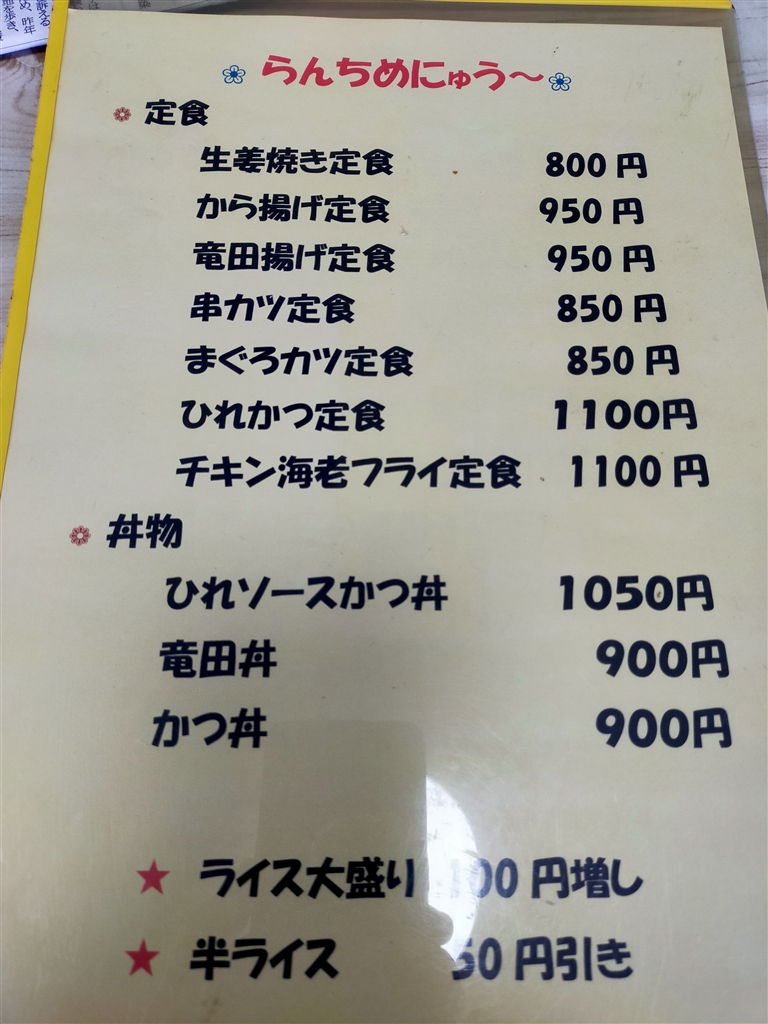 らんちめにゅう～
定食
生姜焼き定食 800円
から揚げ定食 950円
竜田揚げ定食 950円
串カツ定食 850円
まぐろカツ定食 850円
ひれかつ定食 1100円
チキン海老フライ定食 1100円
丼物
ひれソースかつ丼 1050円
竜田丼 900円
かつ丼 900円
★ ライス大盛り 100円増し
★ 半ライス 50円引き